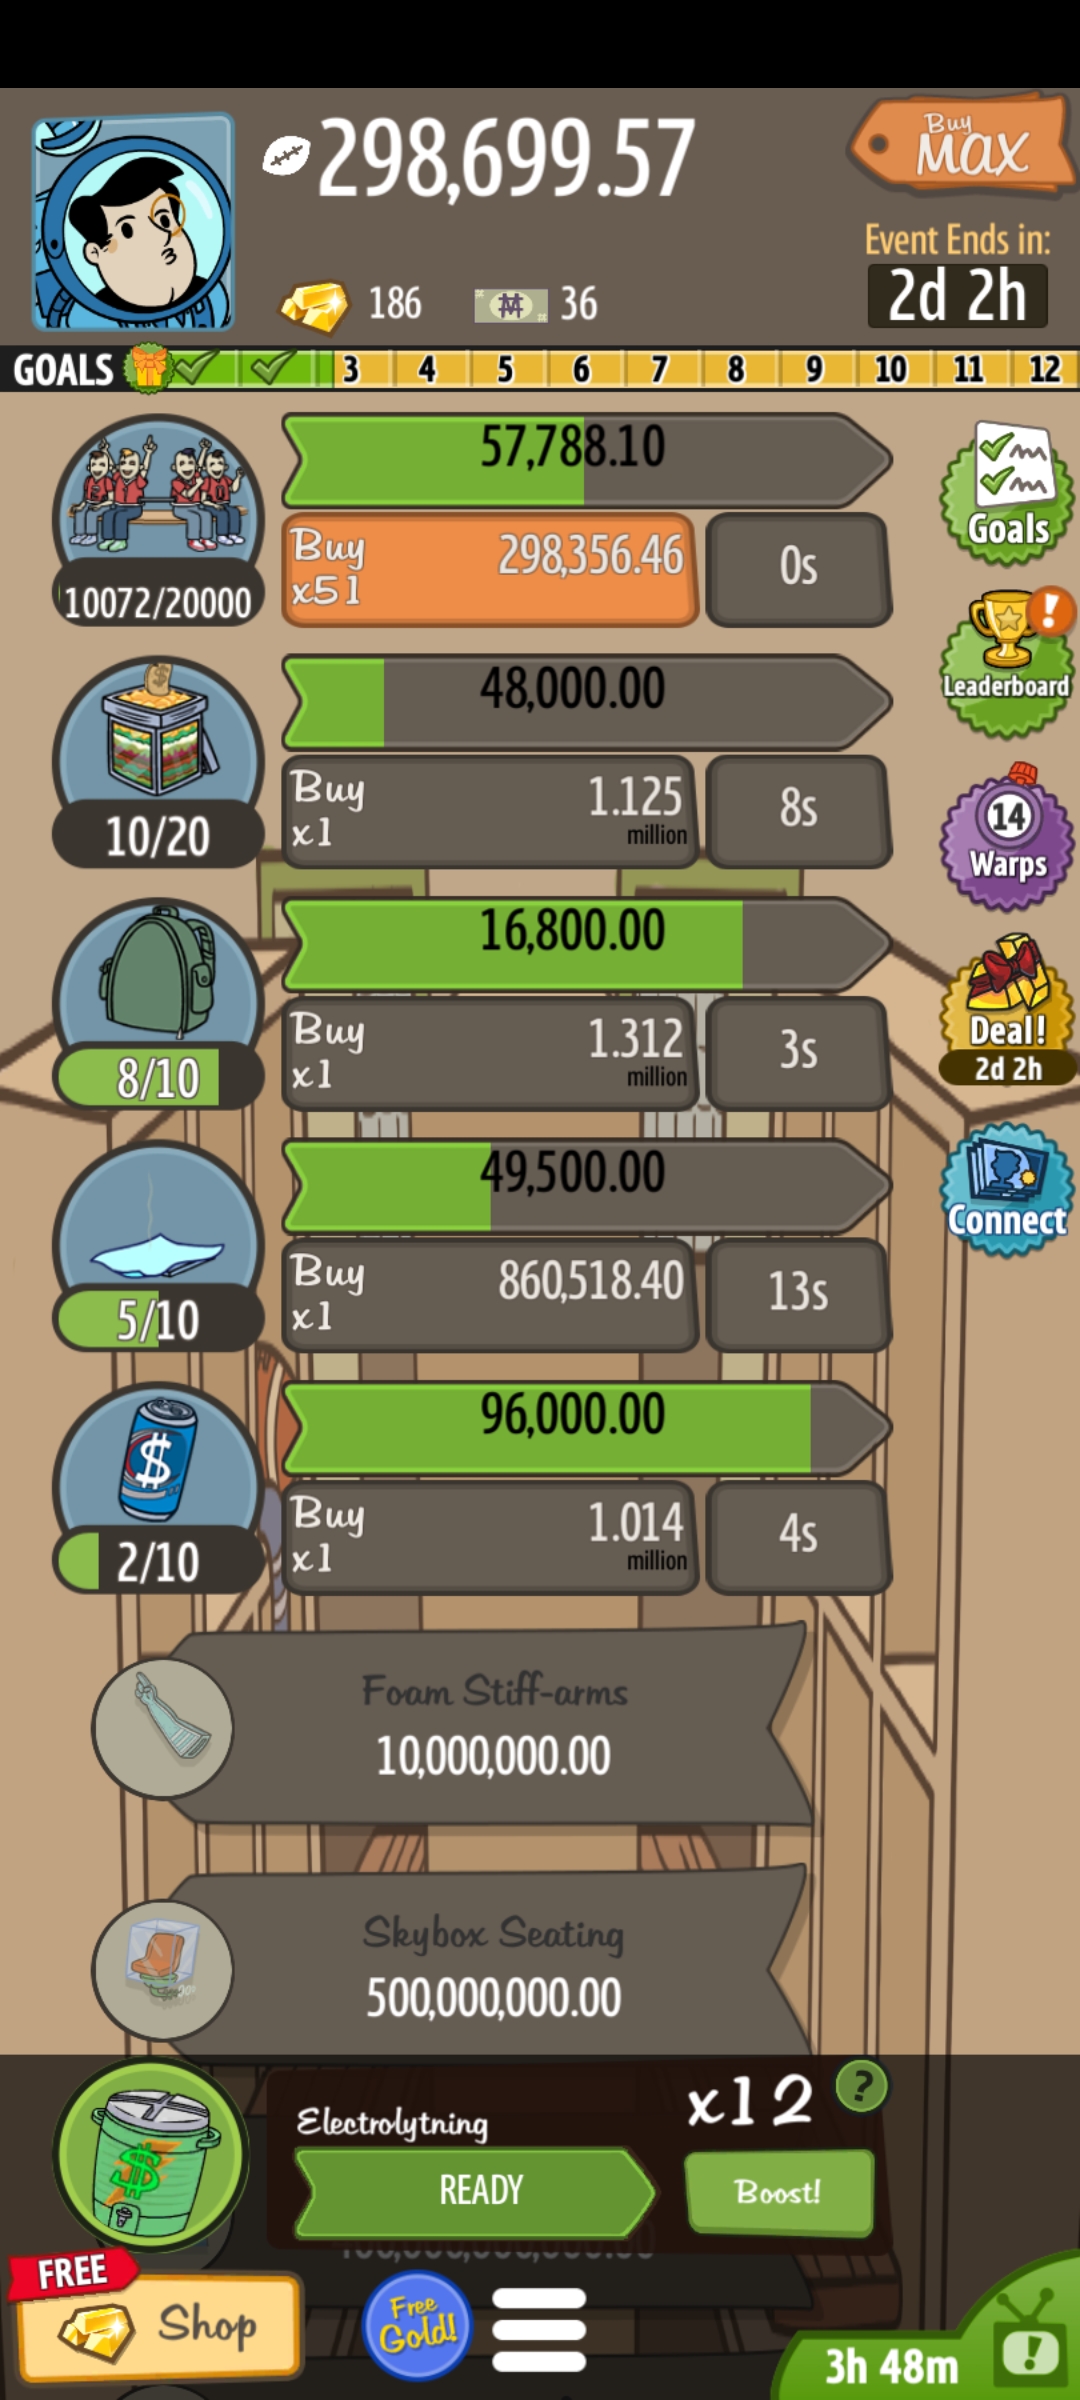 298,699.57
Buy
MAX
Event Ends in:
2d 2h
186
36
GOALS 3 4 5 6 7 8 9 10 11 12
57,788.10
Buy
x51
298,356.46
0s
10072/20000
Goals
48,000.00
Buy
x1
1.125
million
8s
10/20
Leaderboard
16,800.00
Buy
x1
1.312
million
3s
8/10
14
Warps
49,500.00
Buy
x1
860,518.40
13s
5/10
Deal!
2d 2h
96,000.00
Buy
x1
1.014
million
4s
2/10
Connect
Foam Stiff-arms
10,000,000.00
Skybox Seating
500,000,000.00
Electrolytning
x12
?
READY
Boost!
FREE
Shop
Free
Gold!
3h 48m